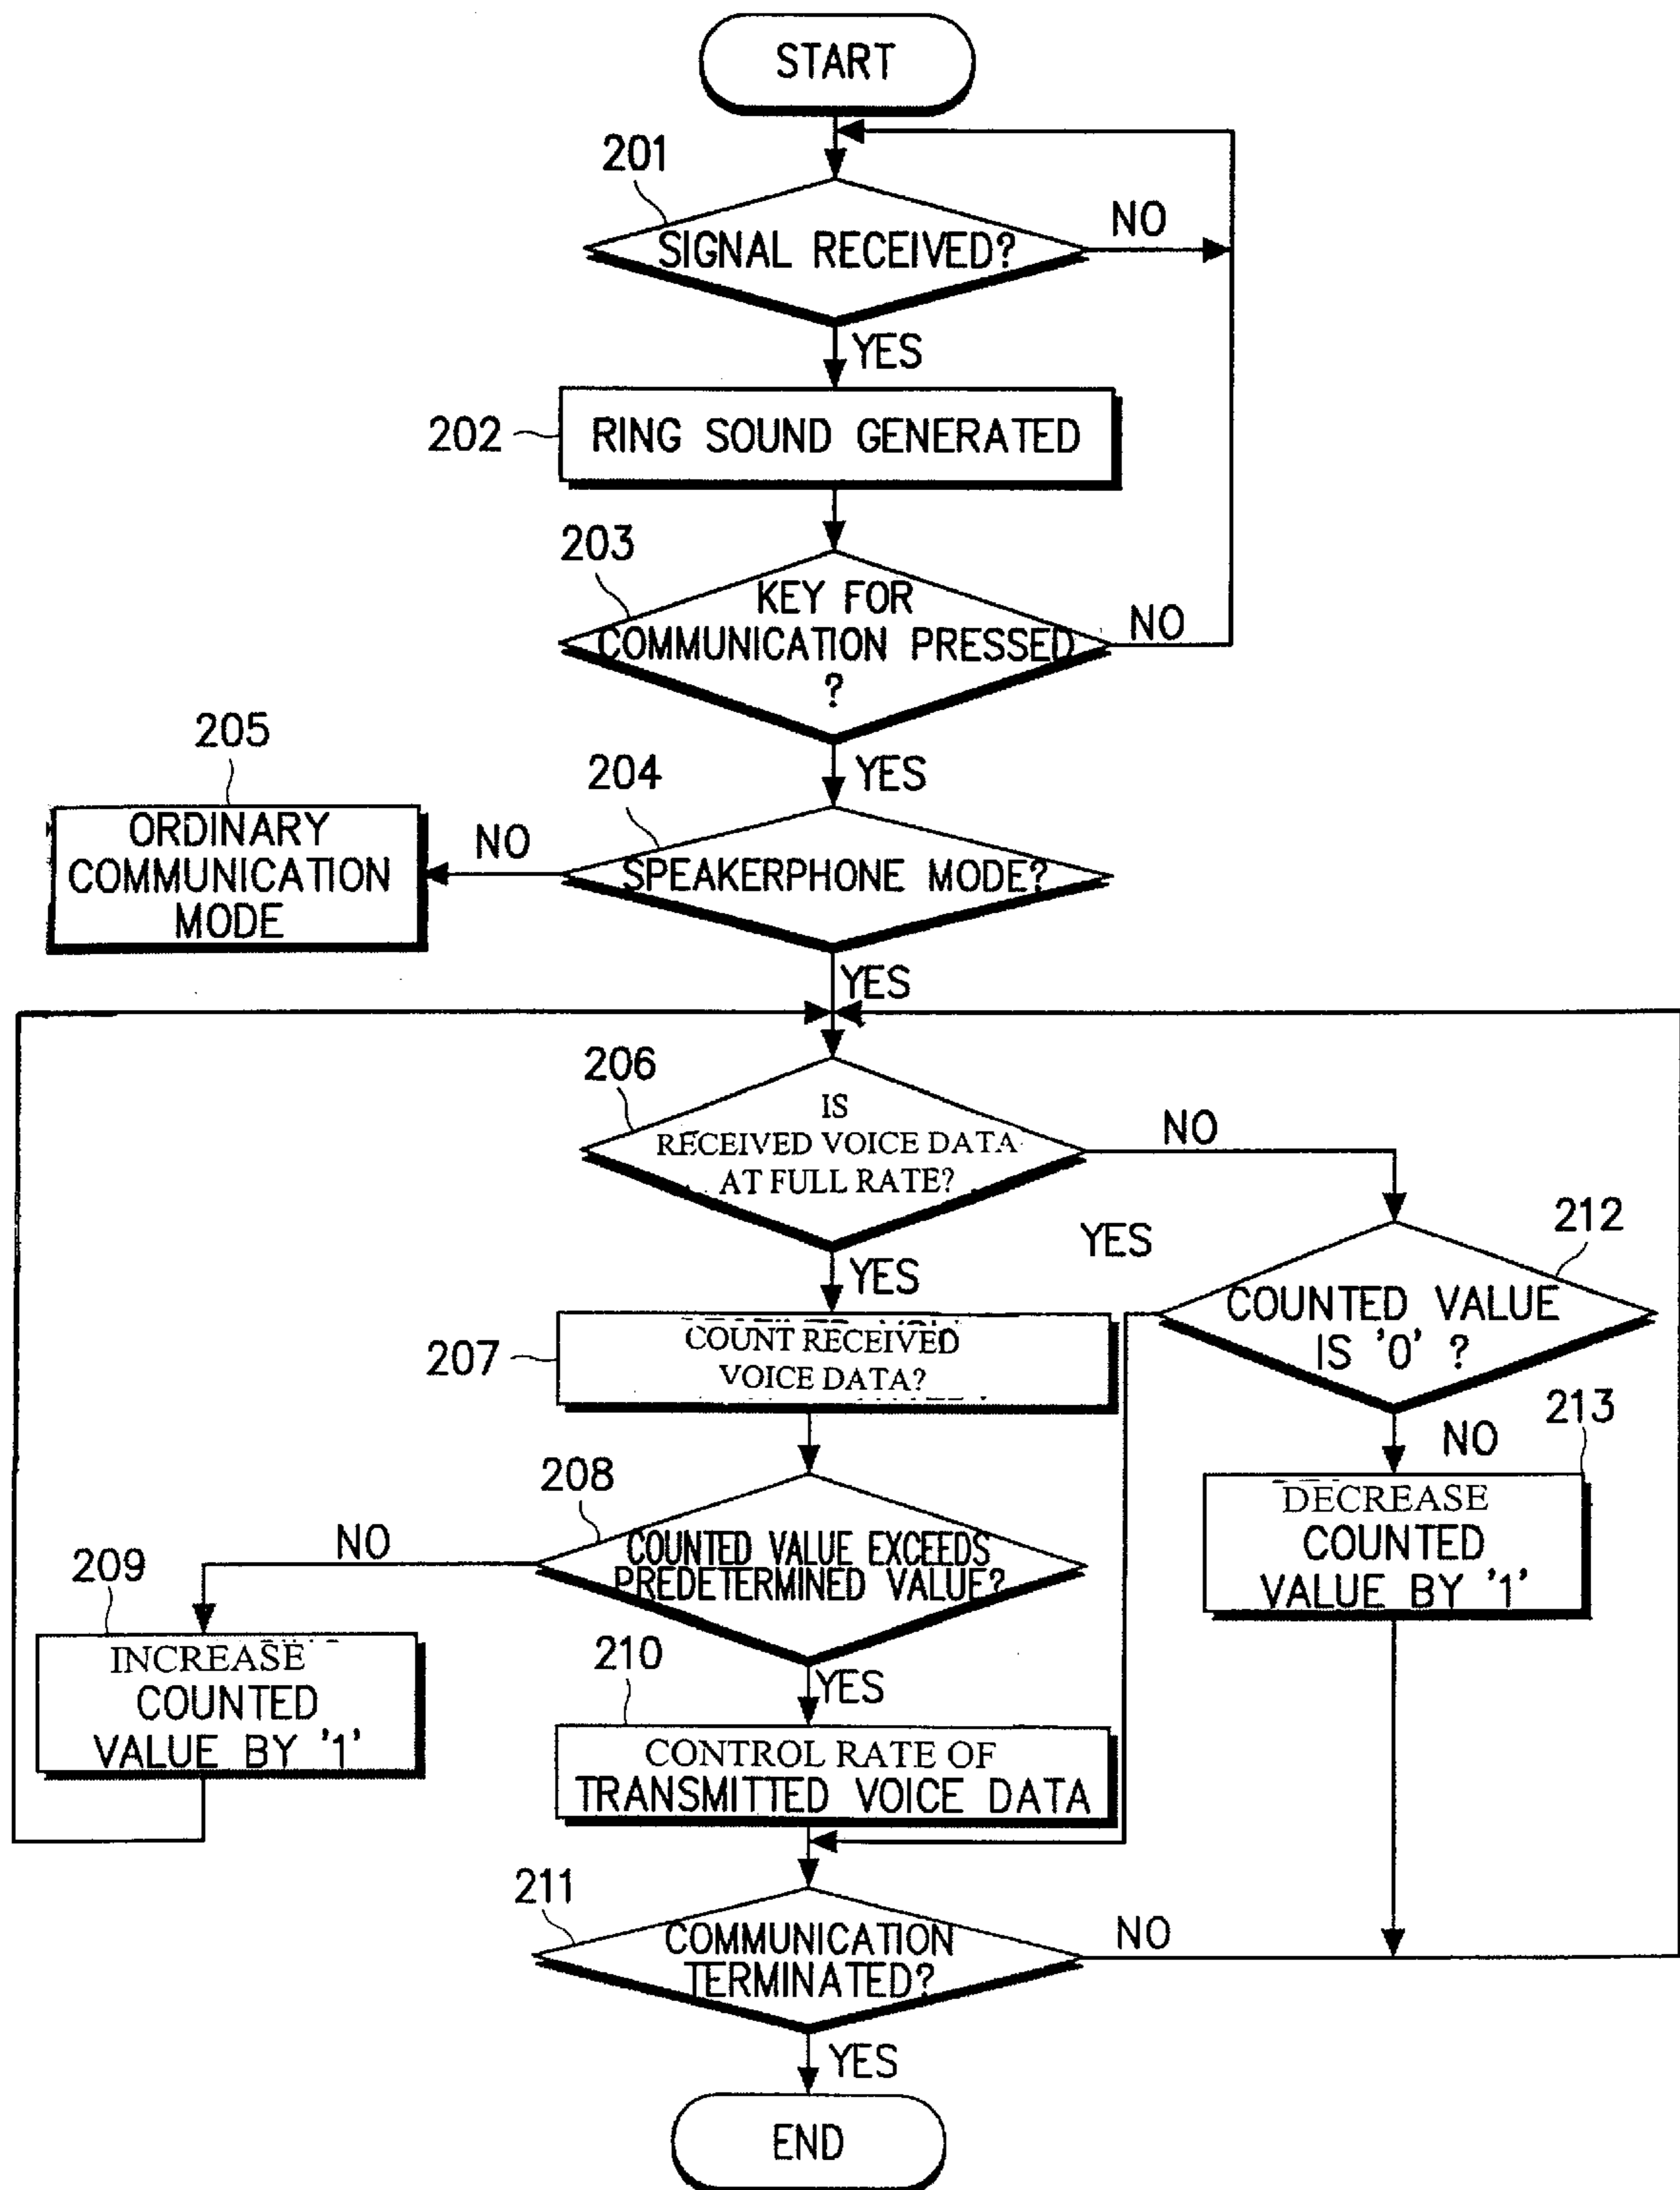 START
201
SIGNAL RECEIVED?
NO
YES
202
RING SOUND GENERATED
203
KEY FOR
COMMUNICATION PRESSED
?
NO
YES
205
204
ORDINARY
COMMUNICATION
MODE
NO
SPEAKERPHONE MODE?
YES
206
IS
RECEIVED VOICE DATA
AT FULL RATE?
NO
212
YES
YES
COUNTED VALUE
IS '0' ?
207
COUNT RECEIVED
VOICE DATA?
213
NO
208
COUNTED VALUE EXCEEDS
PREDETERMINED VALUE?
NO
DECREASE
COUNTED
VALUE BY '1'
209
INCREASE
COUNTED
VALUE BY '1'
210
YES
CONTROL RATE OF
TRANSMITTED VOICE DATA
211
COMMUNICATION
TERMINATED?
NO
YES
END